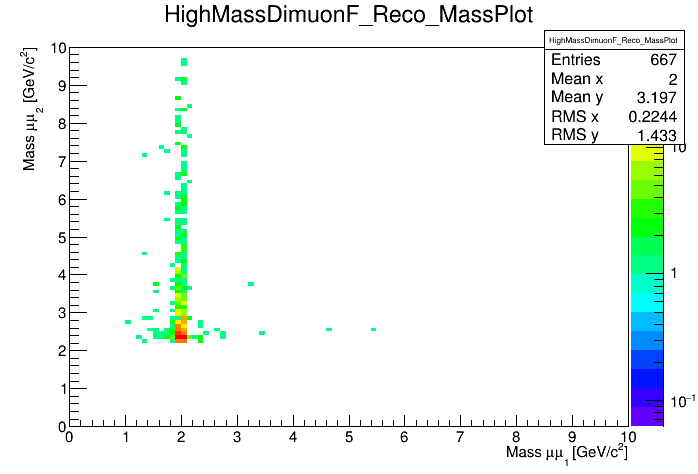 HighMassDimuonF_Reco_MassPlot
HighMassDimuonF_Reco_MassPlot
Entries 667
Mean x 2
Mean y 3.197
RMS x 0.2244
RMS y 1.433
Mass μμ2 [GeV/c2]
10
9
8
7
6
5
4
3
2
1
0
0 1 2 3 4 5 6 7 8 9 10
Mass μμ1 [GeV/c2]
10
1
10−1